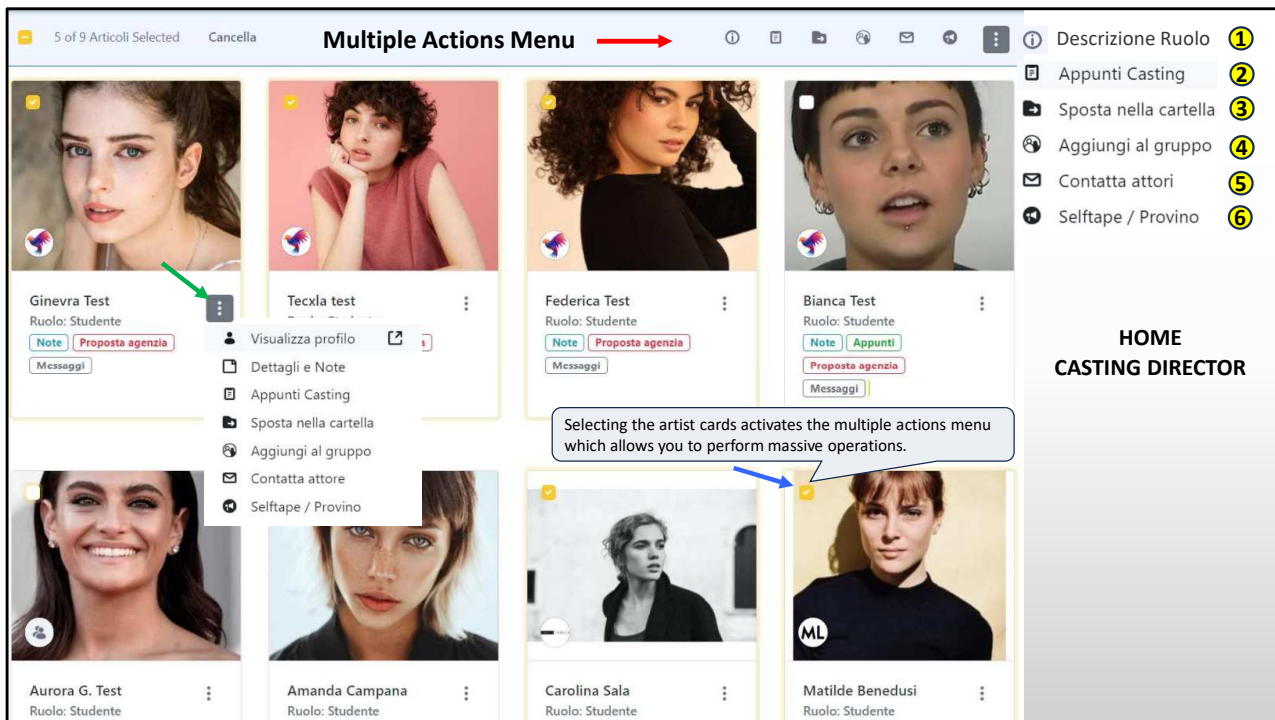 5 of 9 Articoli Selected Cancella Multiple Actions Menu
Descrizione Ruolo 1
Appunti Casting 2
Sposta nella cartella 3
Aggiungi al gruppo 4
Contatta attori 5
Selftape / Provino 6
HOME
CASTING DIRECTOR
Ginevra Test
Ruolo: Studente
Note Proposta agenzia
Messaggi
Tecxla test
Visualizza profilo
Dettagli e Note
Appunti Casting
Sposta nella cartella
Aggiungi al gruppo
Contatta attore
Selftape / Provino
Federica Test
Ruolo: Studente
Note Proposta agenzia
Messaggi
Bianca Test
Ruolo: Studente
Note Appunti
Proposta agenzia
Messaggi
Selecting the artist cards activates the multiple actions menu
which allows you to perform massive operations.
ML
Aurora G. Test
Ruolo: Studente
Amanda Campana
Ruolo: Studente
Carolina Sala
Ruolo: Studente
Matilde Benedusi
Ruolo: Studente